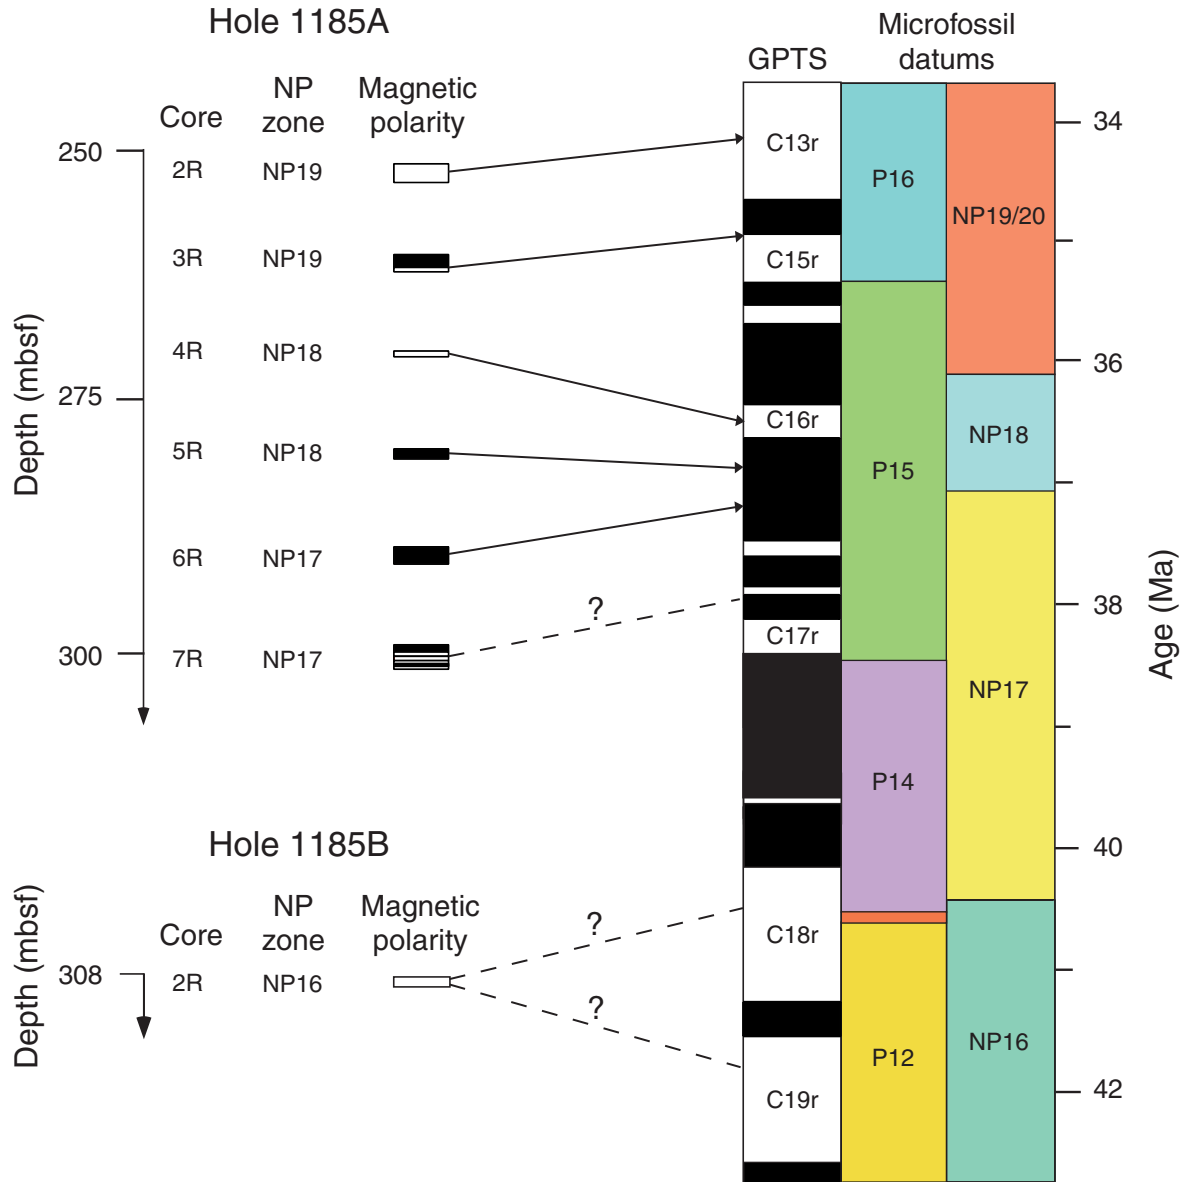 Hole 1185A
Core
NP
zone
Magnetic
polarity
GPTS
Microfossil
datums
Depth (mbsf)
250
275
300
2R NP19
3R NP19
4R NP18
5R NP18
6R NP17
7R NP17
?
Hole 1185B
Core
NP
zone
Magnetic
polarity
Depth (mbsf)
308
2R NP16
?
?
C13r
C15r
C16r
C17r
C18r
C19r
P16
P15
P14
P12
NP19/20
NP18
NP17
NP16
34
36
38
40
42
Age (Ma)